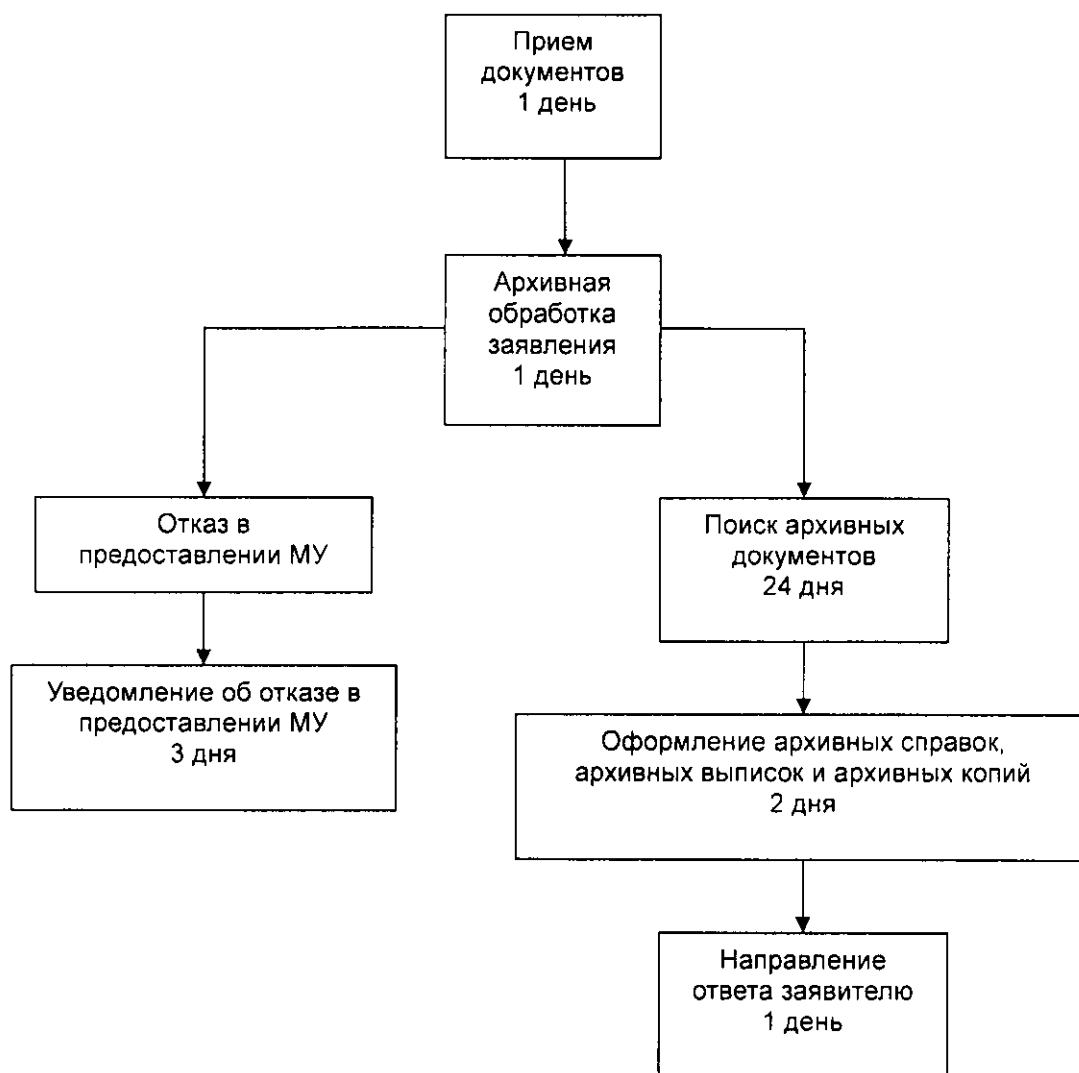 Прием
документов
1 день
Архивная
обработка
заявления
1 день
Отказ в
предоставлении МУ
Поиск архивных
документов
24 дня
Уведомление об отказе в
предоставлении МУ
3 дня
Оформление архивных справок,
архивных выписок и архивных копий
2 дня
Направление
ответа заявителю
1 день